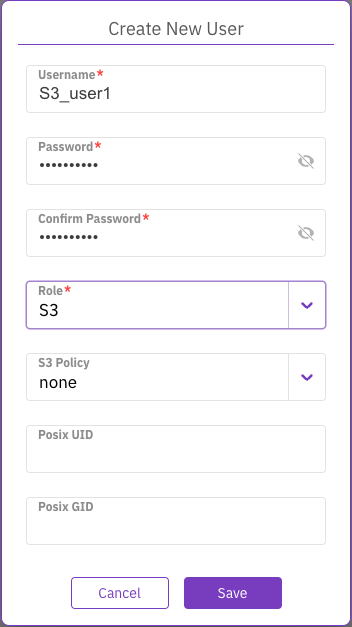 Create New User
Username*
S3_user1
Password*
••••••••••
Confirm Password*
••••••••••
Role*
S3
S3 Policy
none
Posix UID
Posix GID
Cancel Save